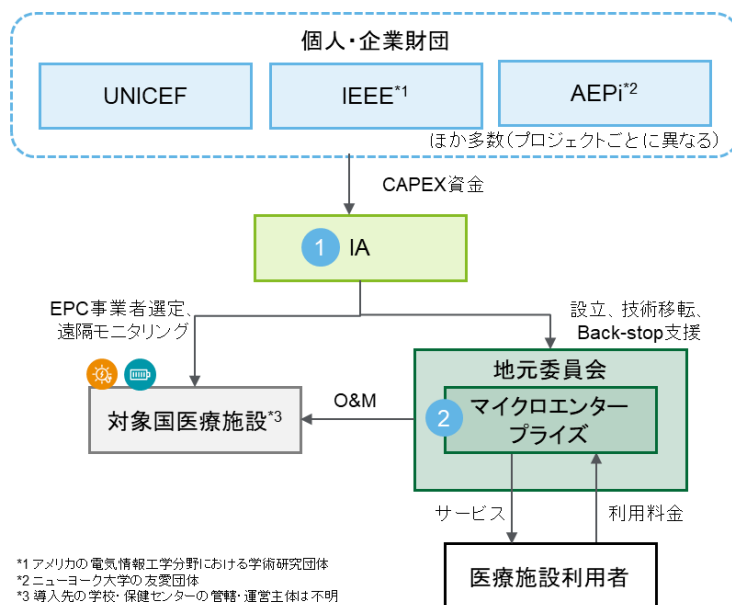 個人・企業財団
UNICEF
IEEE*1
AEPi*2
ほか多数(プロジェクトごとに異なる)
CAPEX資金
1
IA
EPC事業者選定、
遠隔モニタリング
設立、技術移転、
Back-stop支援
対象国医療施設*3
O&M
地元委員会
2
マイクロエンター
プライズ
サービス
利用料金
医療施設利用者
*1 アメリカの電気情報工学分野における学術研究団体
*2 ニューヨーク大学の友愛団体
*3 導入先の学校・保健センターの管轄・運営主体は不明